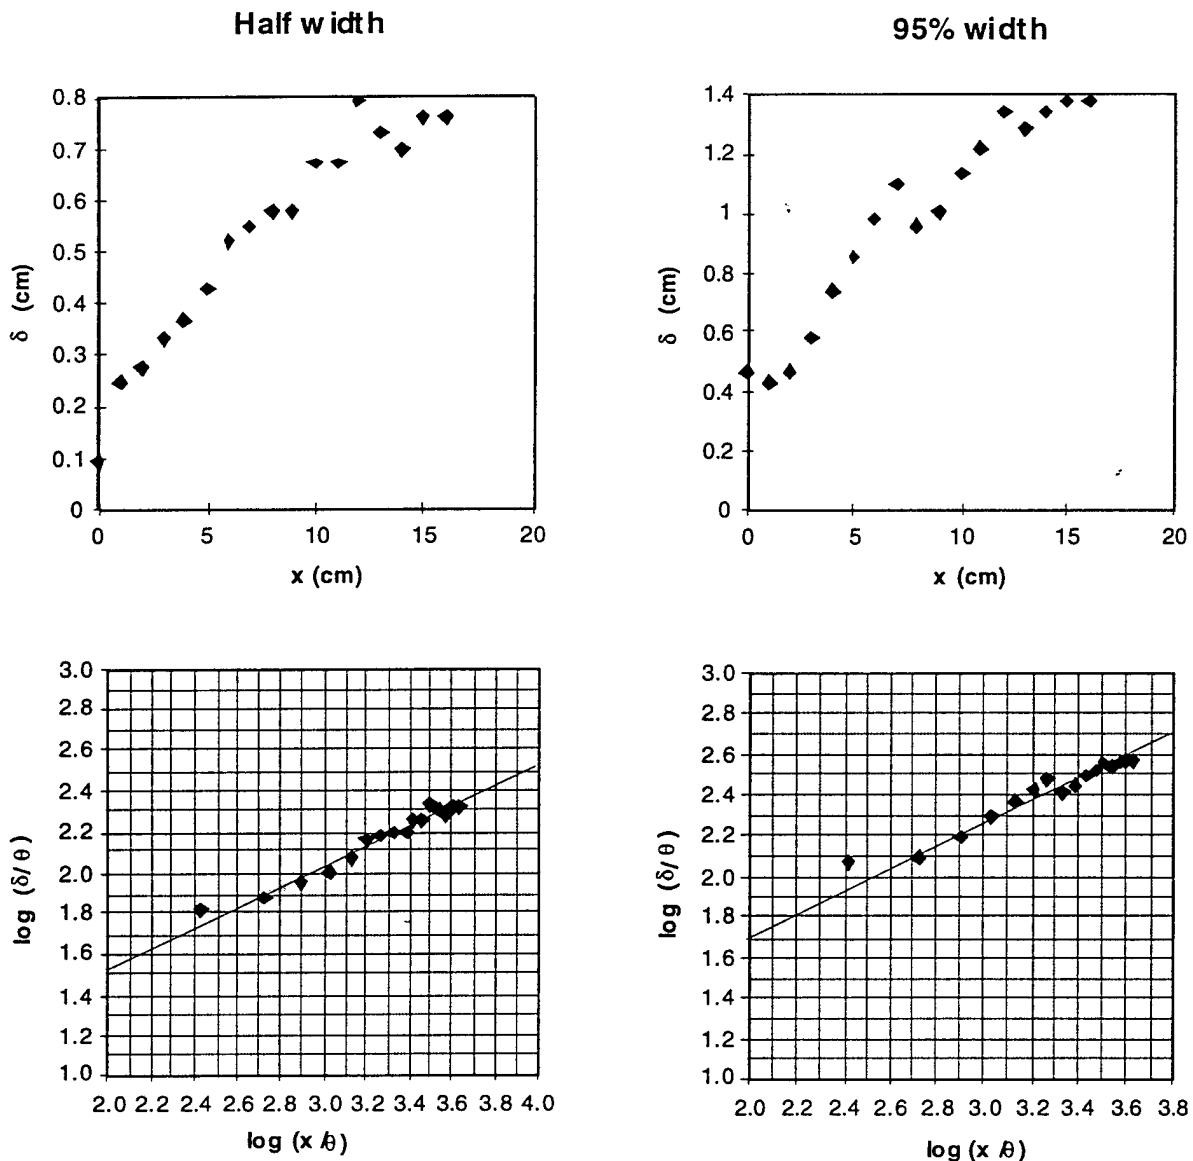 Half width
0.8
0.7
0.6
0.5
0.4
0.3
0.2
0.1
0
δ (cm)
0 5 10 15 20
x (cm)
95% width
1.4
1.2
1
0.8
0.6
0.4
0.2
0
δ (cm)
0 5 10 15 20
x (cm)
3.0
2.8
2.6
2.4
2.2
2.0
1.8
1.6
1.4
1.2
1.0
log (δ/θ)
2.0 2.2 2.4 2.6 2.8 3.0 3.2 3.4 3.6 3.8 4.0
log (x/θ)
3.0
2.8
2.6
2.4
2.2
2.0
1.8
1.6
1.4
1.2
1.0
log (δ/θ)
2.0 2.2 2.4 2.6 2.8 3.0 3.2 3.4 3.6 3.8
log (x/θ)